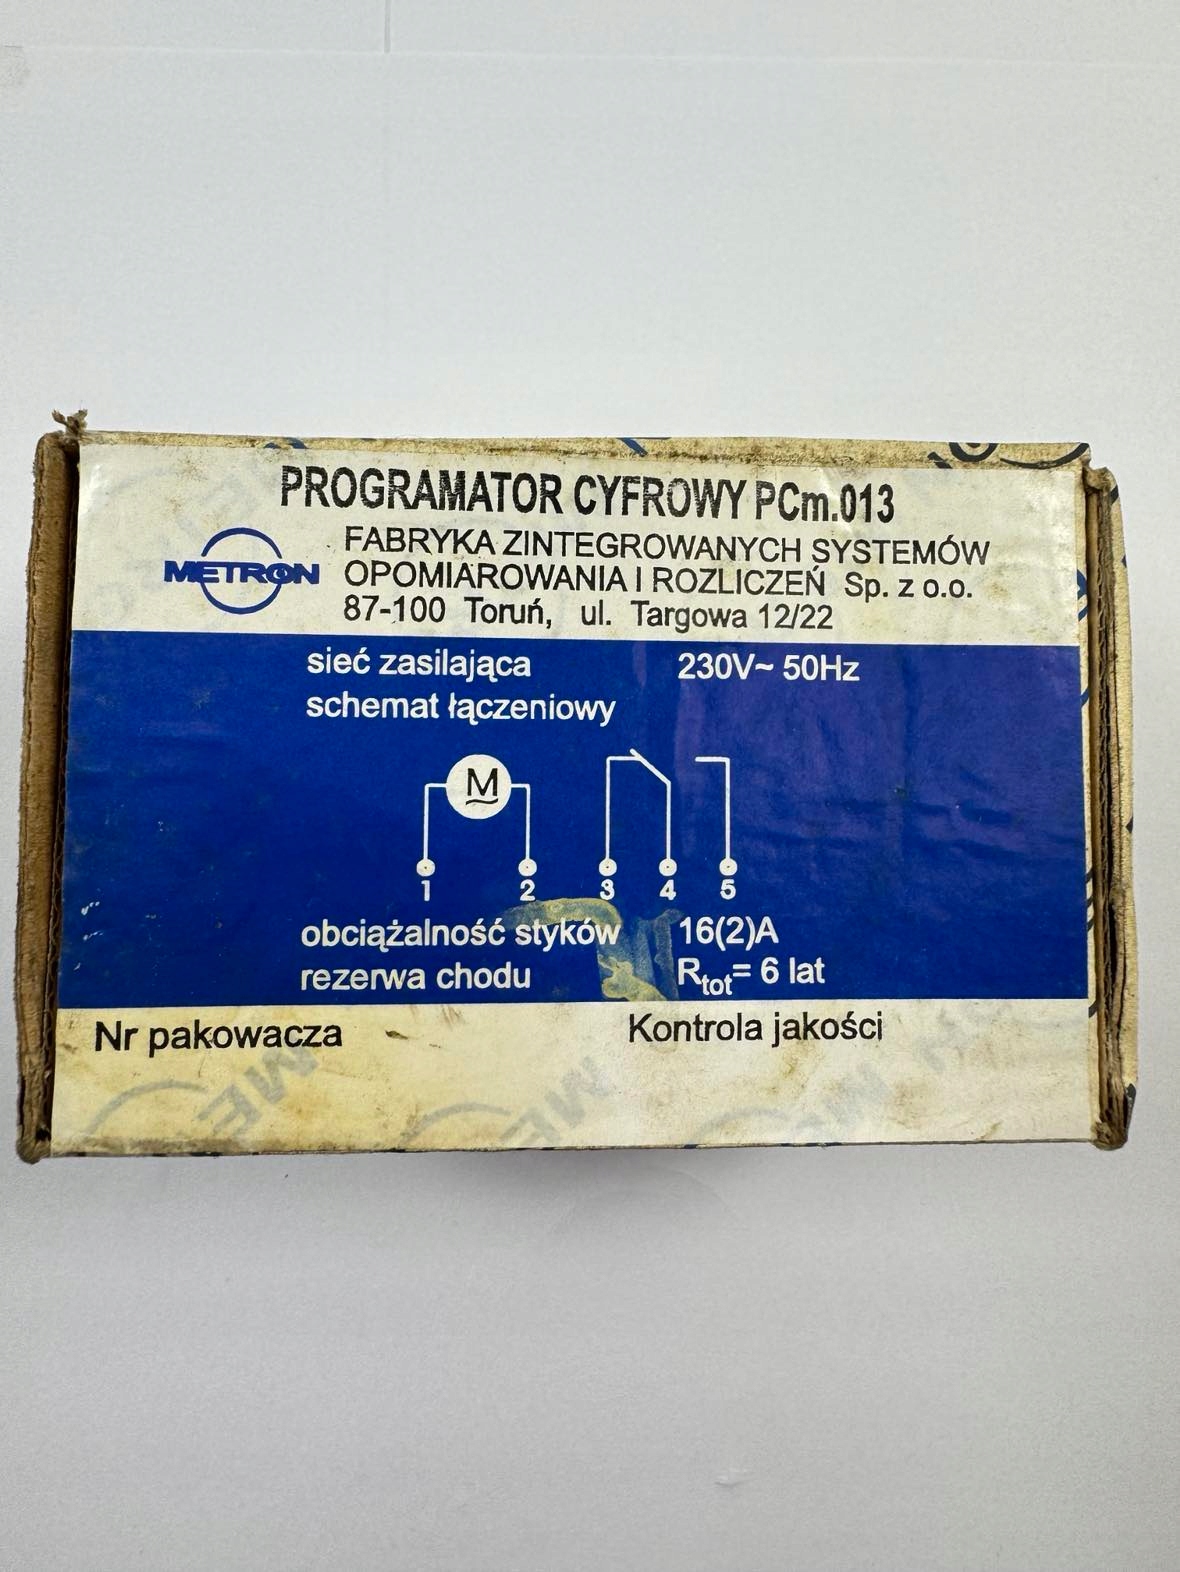 PROGRAMATOR CYFROWY PCm.013
METRON
FABRYKA ZINTEGROWANYCH SYSTEMÓW
OPOMIAROWANIA I ROZLICZEŃ Sp. z o.o.
87-100 Toruń, ul. Targowa 12/22
sieć zasilająca 230V~ 50Hz
schemat łączeniowy
M
1 2 3 4 5
obciążalność styków 16(2)A
rezerwa chodu Rtot= 6 lat
Nr pakowacza Kontrola jakości